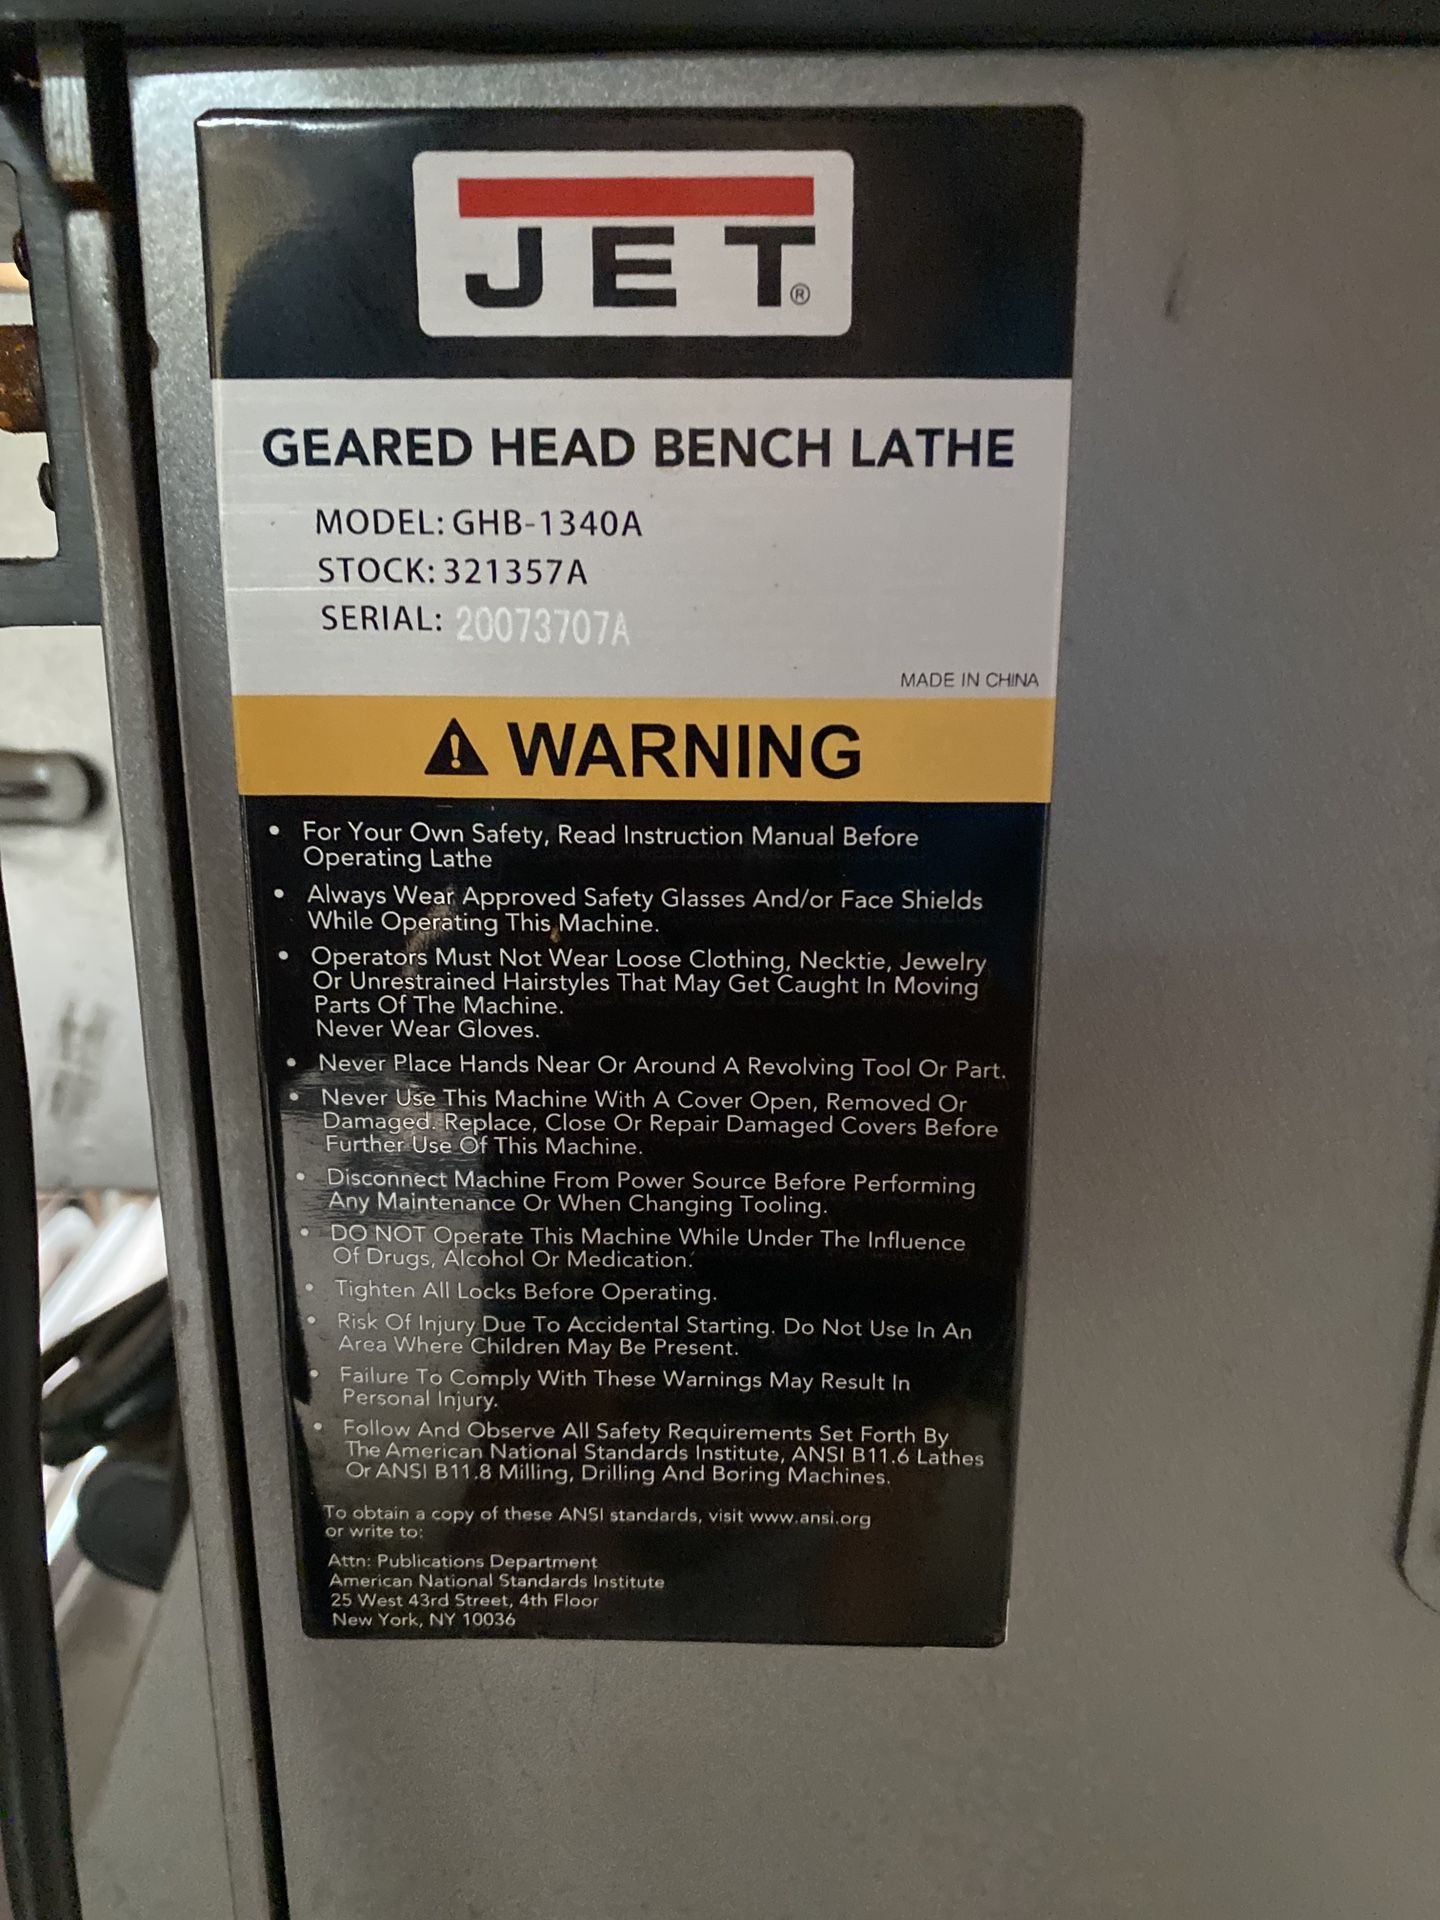 JET®
GEARED HEAD BENCH LATHE
MODEL: GHB-1340A
STOCK: 321357A
SERIAL: 20073707A
MADE IN CHINA
WARNING
• For Your Own Safety, Read Instruction Manual Before
Operating Lathe
• Always Wear Approved Safety Glasses And/or Face Shields
While Operating This Machine.
• Operators Must Not Wear Loose Clothing, Necktie, Jewelry
Or Unrestrained Hairstyles That May Get Caught In Moving
Parts Of The Machine.
Never Wear Gloves.
• Never Place Hands Near Or Around A Revolving Tool Or Part.
• Never Use This Machine With A Cover Open, Removed Or
Damaged. Replace, Close Or Repair Damaged Covers Before
Further Use Of This Machine.
• Disconnect Machine From Power Source Before Performing
Any Maintenance Or When Changing Tooling.
• DO NOT Operate This Machine While Under The Influence
Of Drugs, Alcohol Or Medication.
• Tighten All Locks Before Operating.
• Risk Of Injury Due To Accidental Starting. Do Not Use In An
Area Where Children May Be Present.
• Failure To Comply With These Warnings May Result In
Personal Injury.
• Follow And Observe All Safety Requirements Set Forth By
The American National Standards Institute, ANSI B11.6 Lathes
Or ANSI B11.8 Milling, Drilling And Boring Machines.
To obtain a copy of these ANSI standards, visit www.ansi.org
or write to:
Attn: Publications Department
American National Standards Institute
25 West 43rd Street, 4th Floor
New York, NY 10036